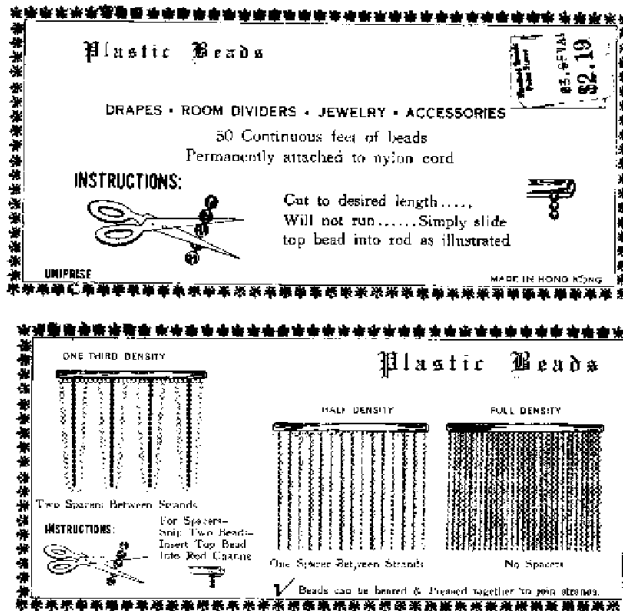 Plastic Beads
$2.19
DRAPES • ROOM DIVIDERS • JEWELRY • ACCESSORIES
50 Continuous feet of beads
Permanently attached to nylon cord
INSTRUCTIONS:
Cut to desired length....,
Will not run......Simply slide
top bead into rod as illustrated
UNIPRISE
MADE IN HONG KONG
ONE THIRD DENSITY
Plastic Beads
HALF DENSITY
FULL DENSITY
Two Spacers Between Strands
INSTRUCTIONS:
For Spacers—
Snip Two Beads—
Insert Top Bead
Into Rod
One Spacer Between Strands
No Spacers
Beads can be heated & Pressed together to join strands.